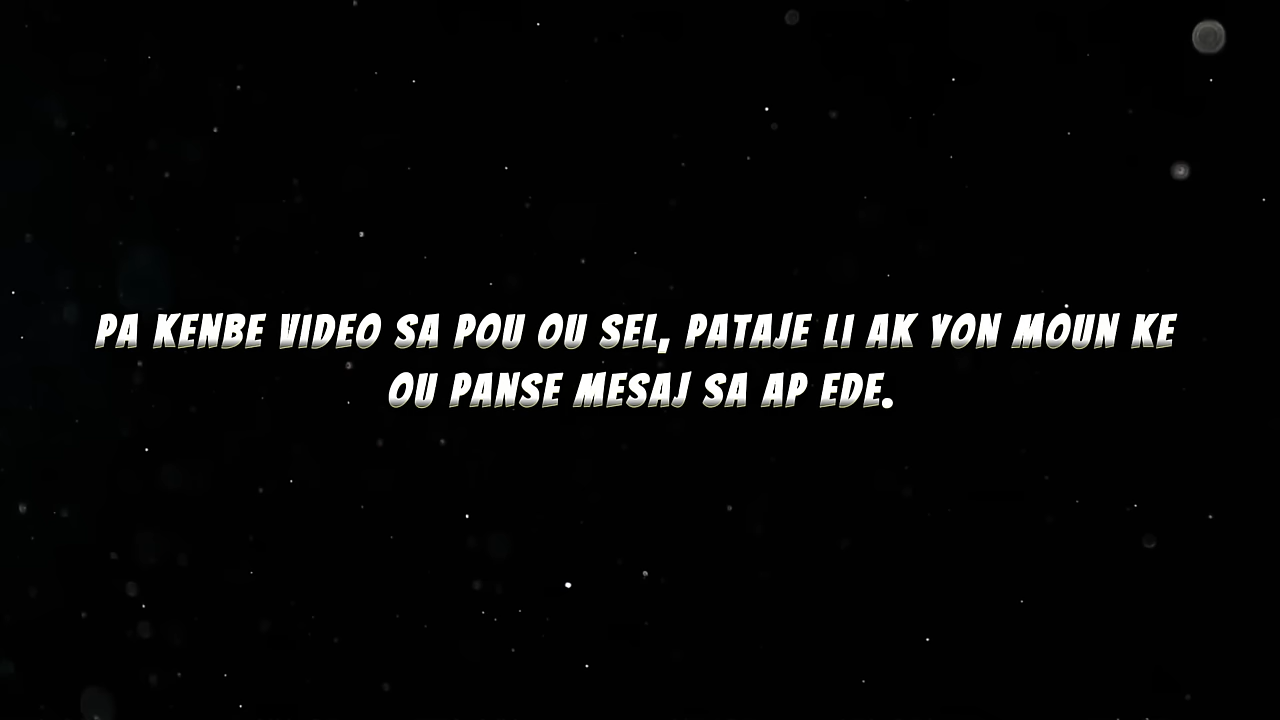 PA KENBE VIDEO SA POU OU SEL, PATAJE LI AK YON MOUN KE
OU PANSE MESAJ SA AP EDE.